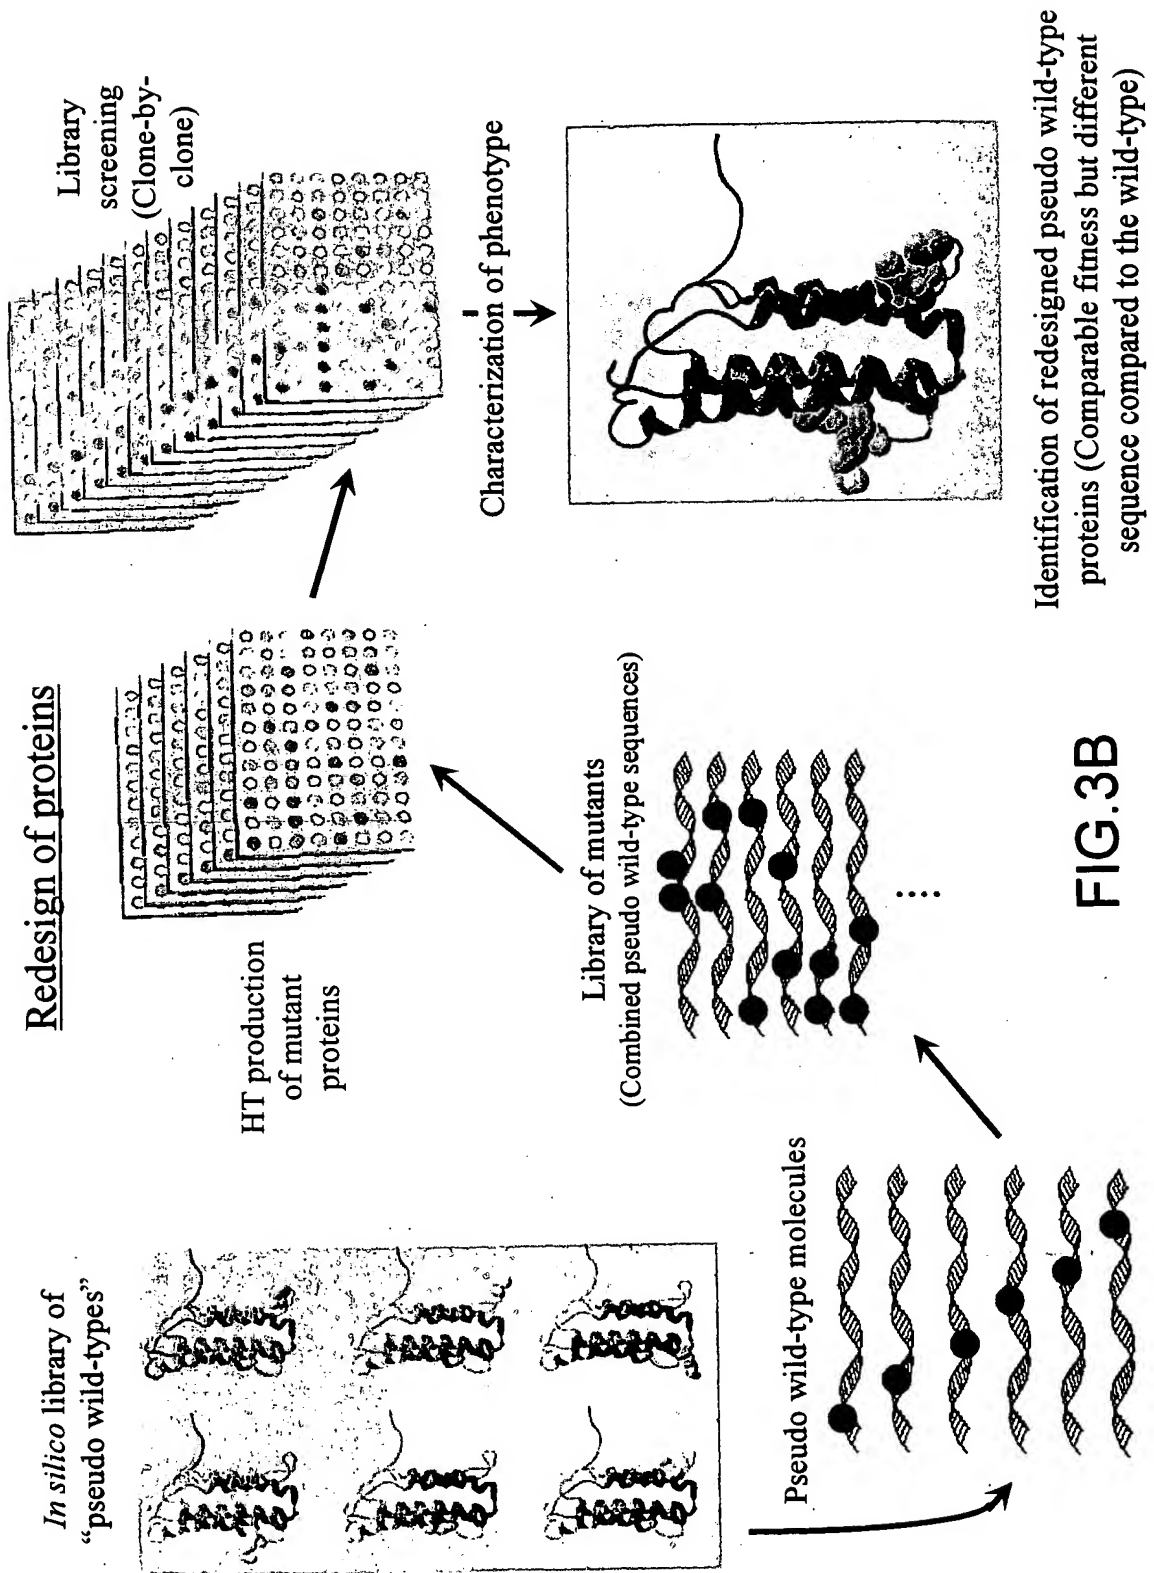 Redesign of proteins
In silico library of
“pseudo wild-types”
Pseudo wild-type molecules
Library of mutants
(Combined pseudo wild-type sequences)
HT production
of mutant
proteins
Library
screening
(Clone-by-
clone)
Characterization of phenotype
Identification of redesigned pseudo wild-type
proteins (Comparable fitness but different
sequence compared to the wild-type)
FIG.3B